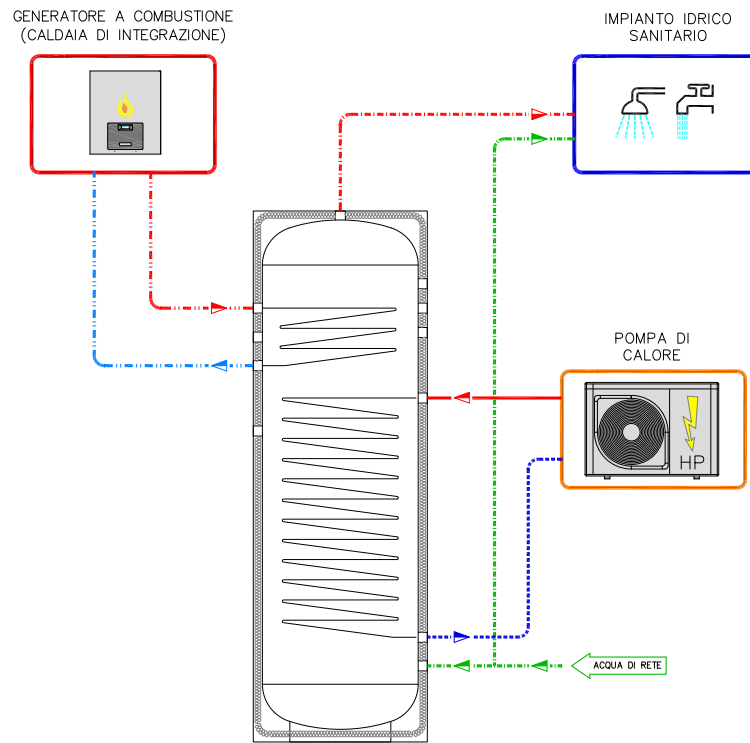 GENERATORE A COMBUSTIONE
(CALDAIA DI INTEGRAZIONE)
IMPIANTO IDRICO
SANITARIO
POMPA DI
CALORE
HP
ACQUA DI RETE